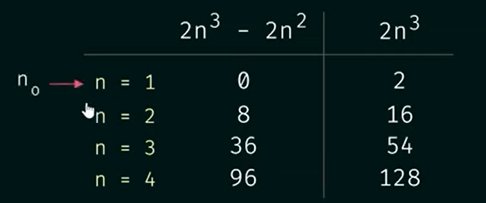 2n³ - 2n² 2n³
n₀ → n = 1 0 2
n = 2 8 16
n = 3 36 54
n = 4 96 128